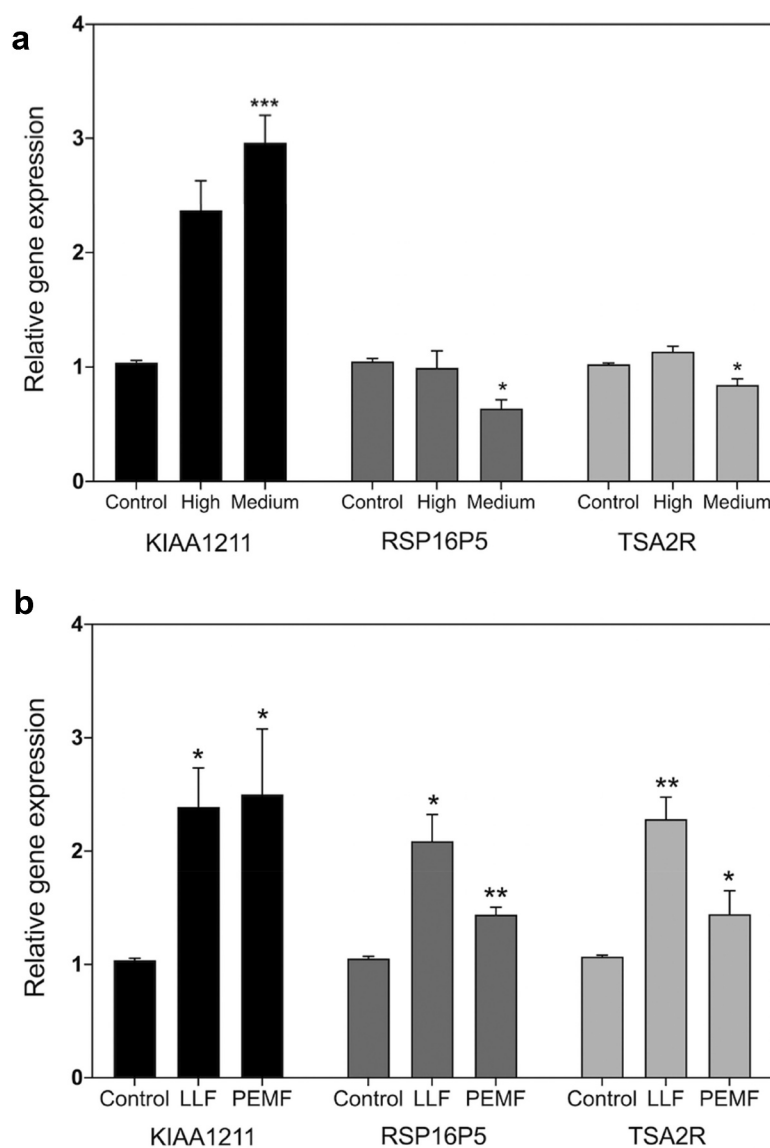 a
Relative gene expression
4
3
2
1
0
***
*
*
Control High Medium Control High Medium Control High Medium
KIAA1211 RSP16P5 TSA2R
b
Relative gene expression
4
3
2
1
0
* * * ** ** *
Control LLF PEMF Control LLF PEMF Control LLF PEMF
KIAA1211 RSP16P5 TSA2R